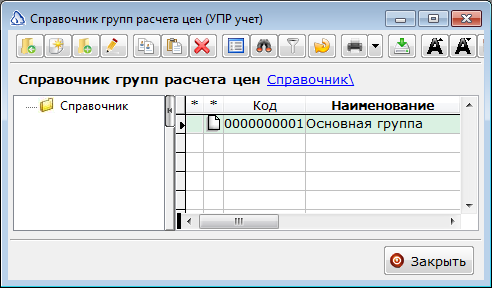 Справочник групп расчета цен (УПР учет)
Справочник групп расчета цен Справочник\
Справочник
* * Код Наименование
0000000001 Основная группа
Закрыть